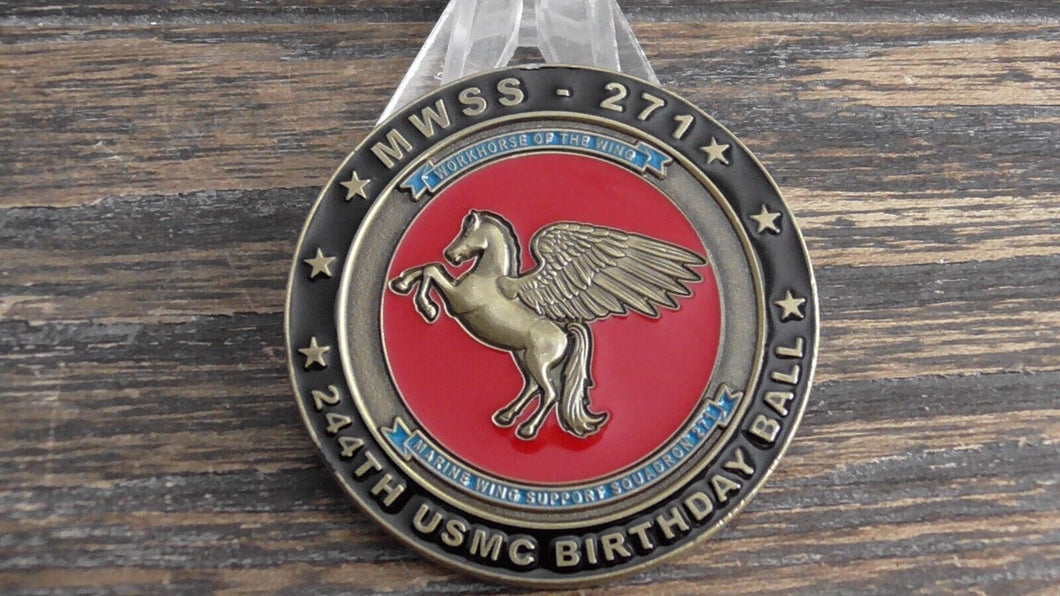 MWSS - 271
WORKHORSE OF THE WING
MARINE WING SUPPORT SQUADRON 271
244TH USMC BIRTHDAY BALL